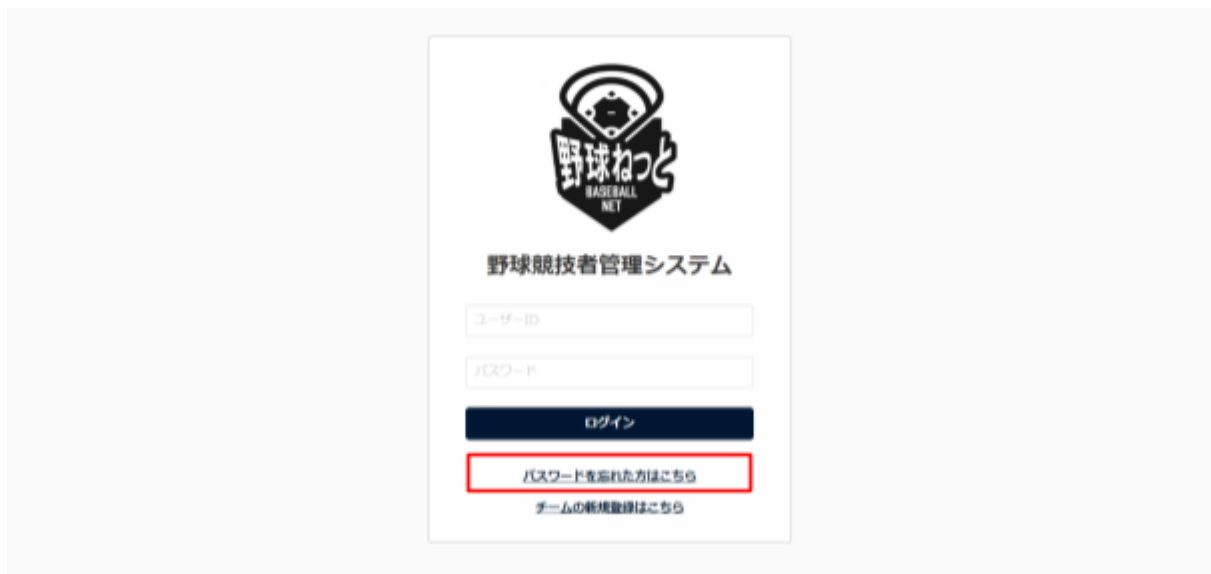 野球ねっと
BASEBALL
NET
野球競技者管理システム
ユーザーID
パスワード
ログイン
パスワードを忘れた方はこちら
チームの新規登録はこちら